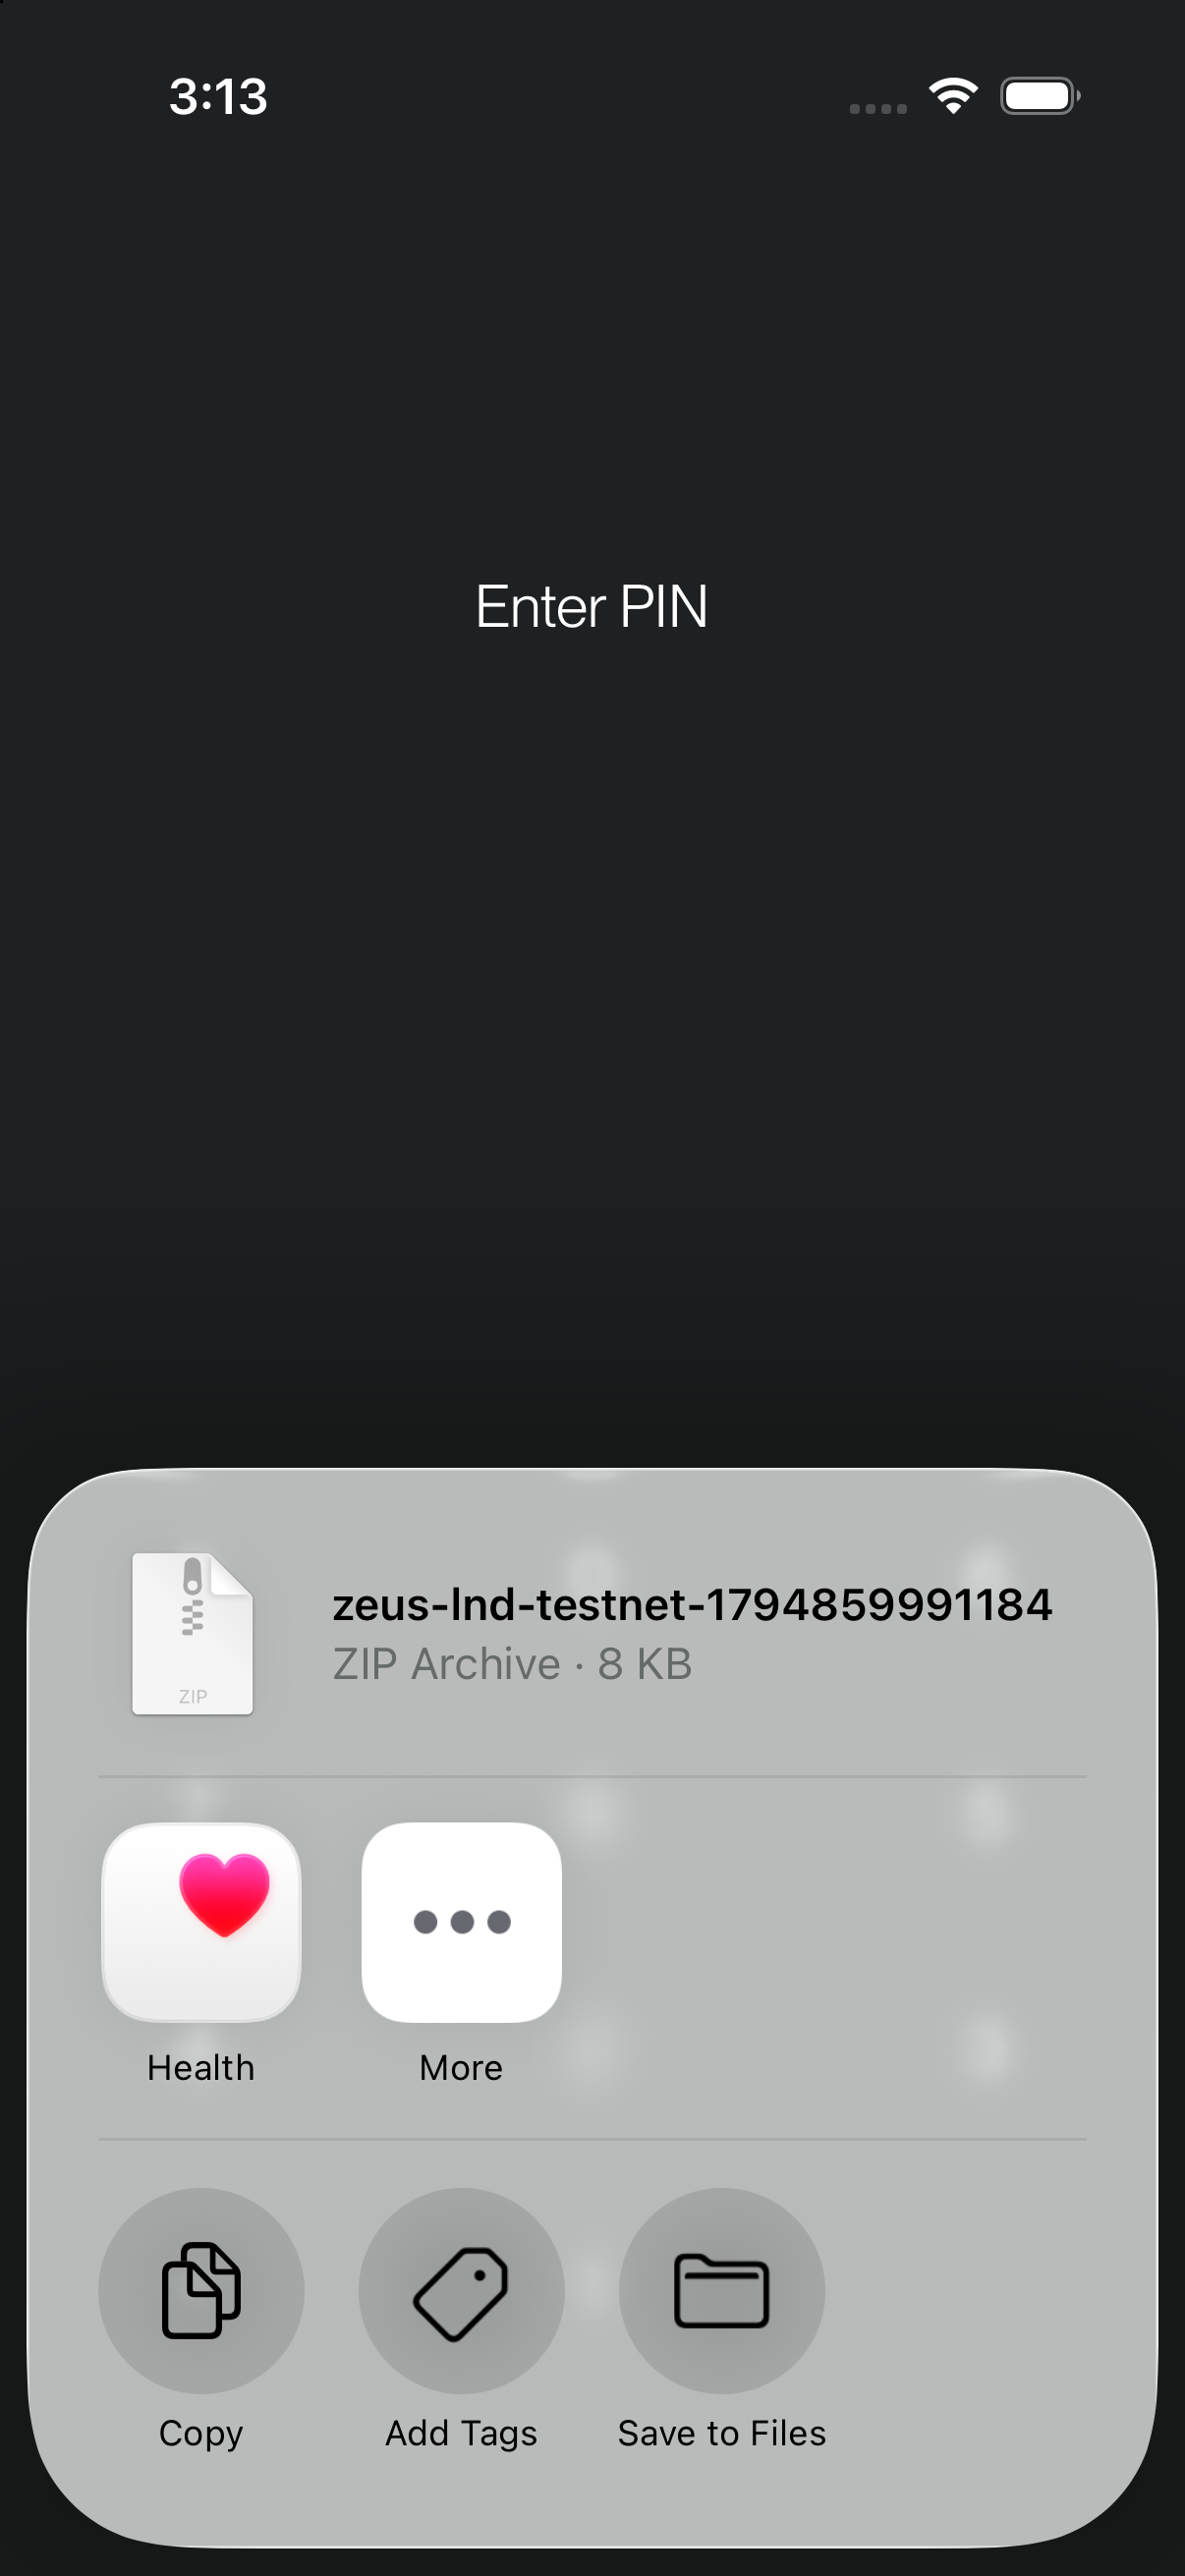 3:13
Enter PIN
zeus-lnd-testnet-1794859991184
ZIP Archive · 8 KB
ZIP
Health
More
Copy
Add Tags
Save to Files